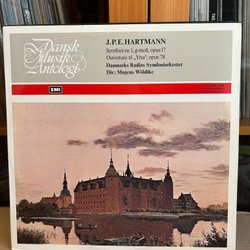 Dansk
Musik
Antologi
EMI
J.P.E. HARTMANN
Symfoni nr. 1, g-moll, opus 17
Ouverture til „Yrsa", opus 78
Danmarks Radios Symfoniorkester
Dir.: Mogens Wöldike